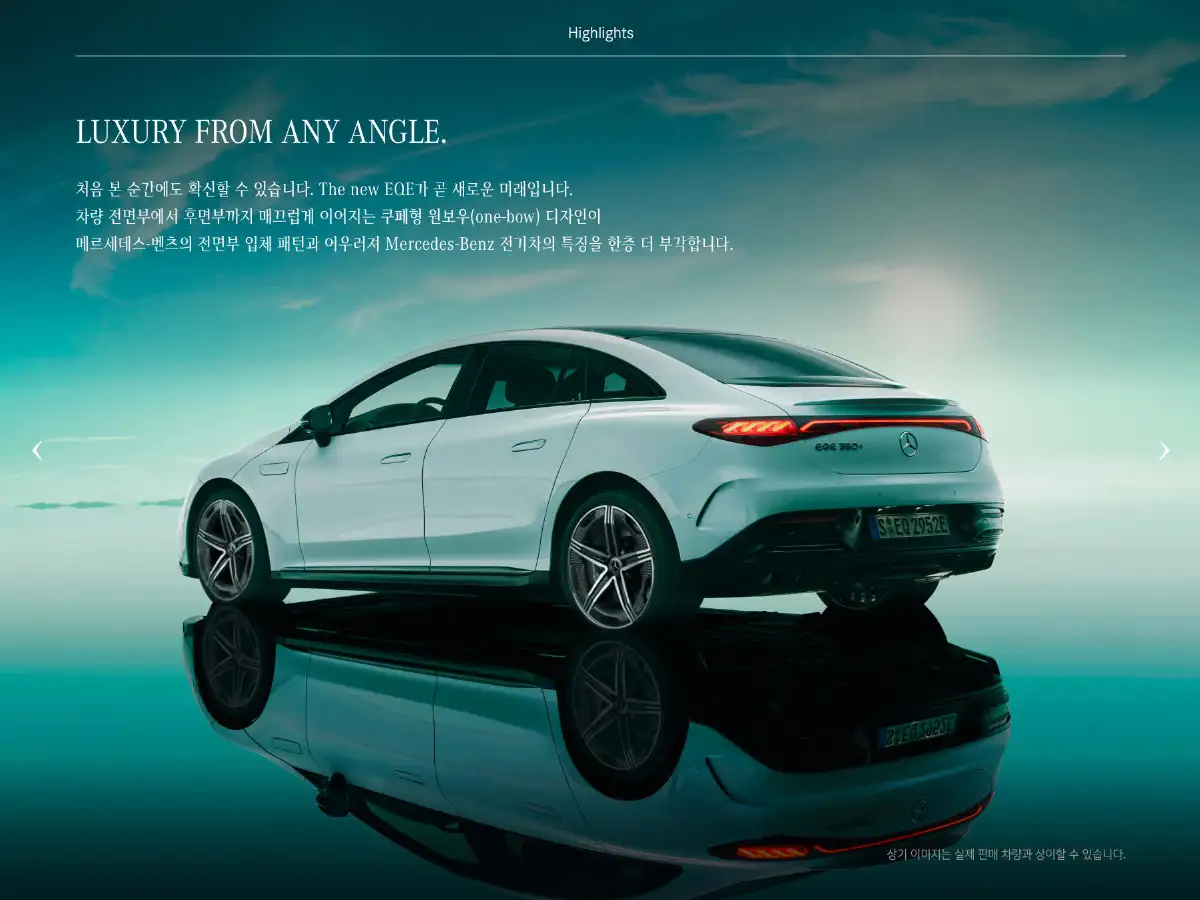 Highlights
LUXURY FROM ANY ANGLE.
처음 본 순간에도 확신할 수 있습니다. The new EQE가 곧 새로운 미래입니다.
차량 전면부에서 후면부까지 매끄럽게 이어지는 쿠페형 원보우(one-bow) 디자인이
메르세데스-벤츠의 전면부 입체 패턴과 어우러져 Mercedes-Benz 전기차의 특징을 한층 더 부각합니다.
EQE 350+
S EQ 2952E
상기 이미지는 실제 판매 차량과 상이할 수 있습니다.